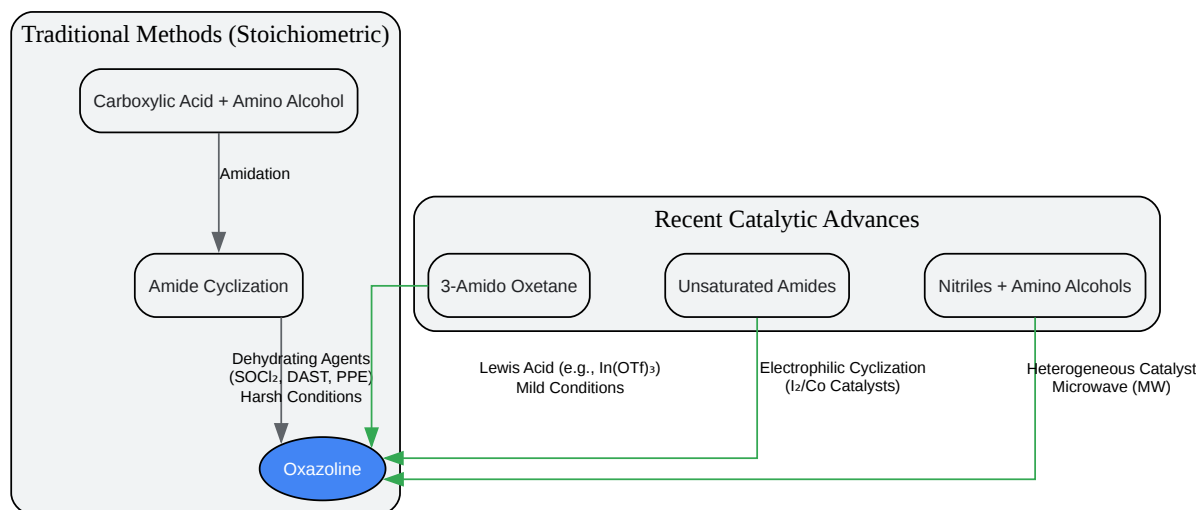 Traditional Methods (Stoichiometric)
Carboxylic Acid + Amino Alcohol
Amidation
Amide Cyclization
Dehydrating Agents
(SOCl₂, DAST, PPE)
Harsh Conditions
Recent Catalytic Advances
3-Amido Oxetane
Unsaturated Amides
Nitriles + Amino Alcohols
Lewis Acid (e.g., In(OTf)₃)
Mild Conditions
Electrophilic Cyclization
(I₂/Co Catalysts)
Heterogeneous Catalyst
Microwave (MW)
Oxazoline